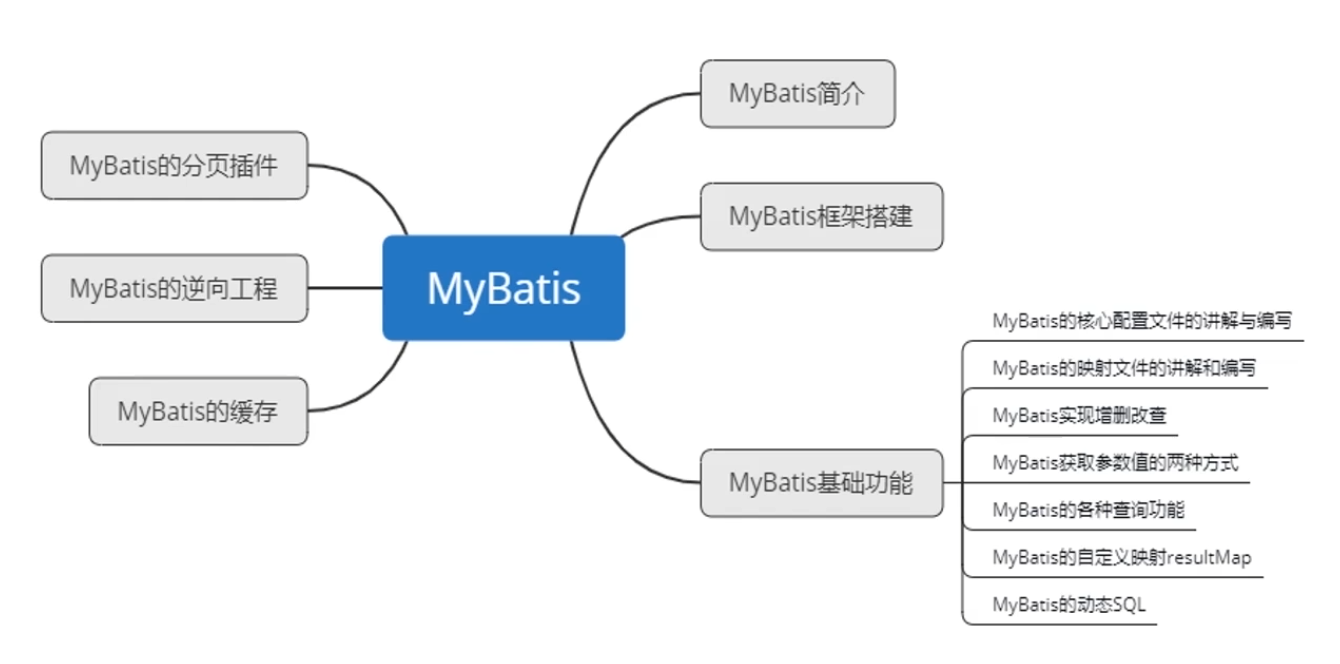 MyBatis简介
MyBatis的分页插件
MyBatis框架搭建
MyBatis的逆向工程
MyBatis
MyBatis的核心配置文件的讲解与编写
MyBatis的映射文件的讲解和编写
MyBatis的缓存
MyBatis实现增删改查
MyBatis获取参数值的两种方式
MyBatis基础功能
MyBatis的各种查询功能
MyBatis的自定义映射resultMap
MyBatis的动态SQL